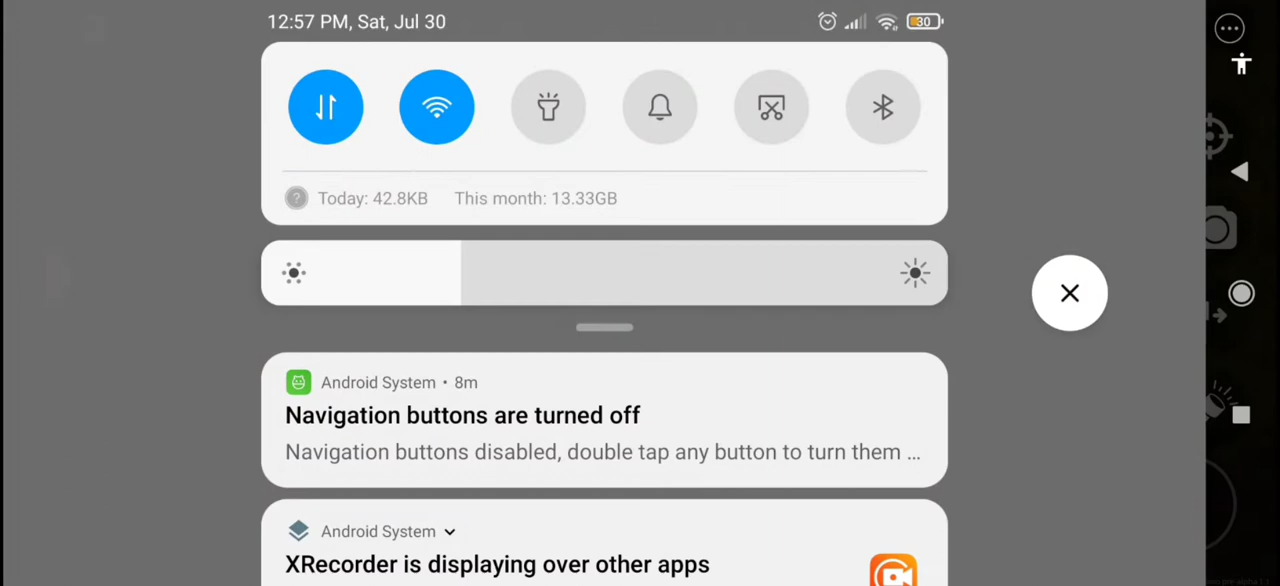 12:57 PM, Sat, Jul 30
30
Today: 42.8KB This month: 13.33GB
Android System • 8m
Navigation buttons are turned off
Navigation buttons disabled, double tap any button to turn them ...
Android System
XRecorder is displaying over other apps